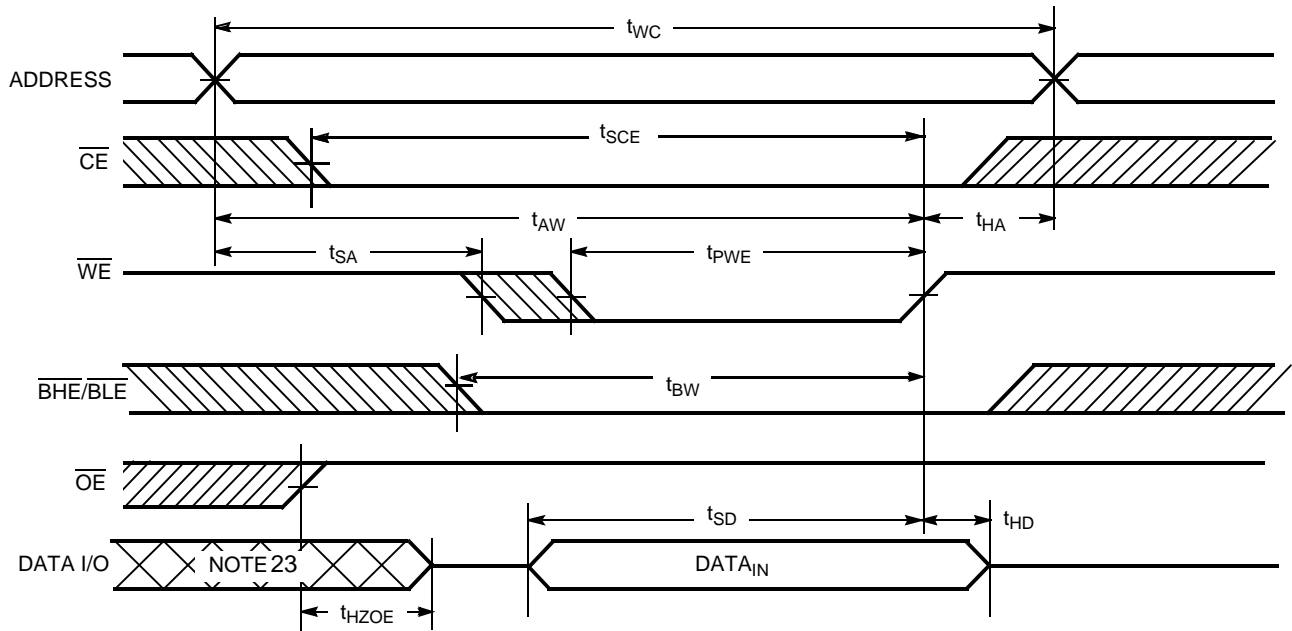 tWC
ADDRESS
tSCE
CE
tAW
tHA
tSA
tPWE
WE
tBW
BHE/BLE
OE
tSD
tHD
DATA I/O
NOTE 23
DATAIN
tHZOE